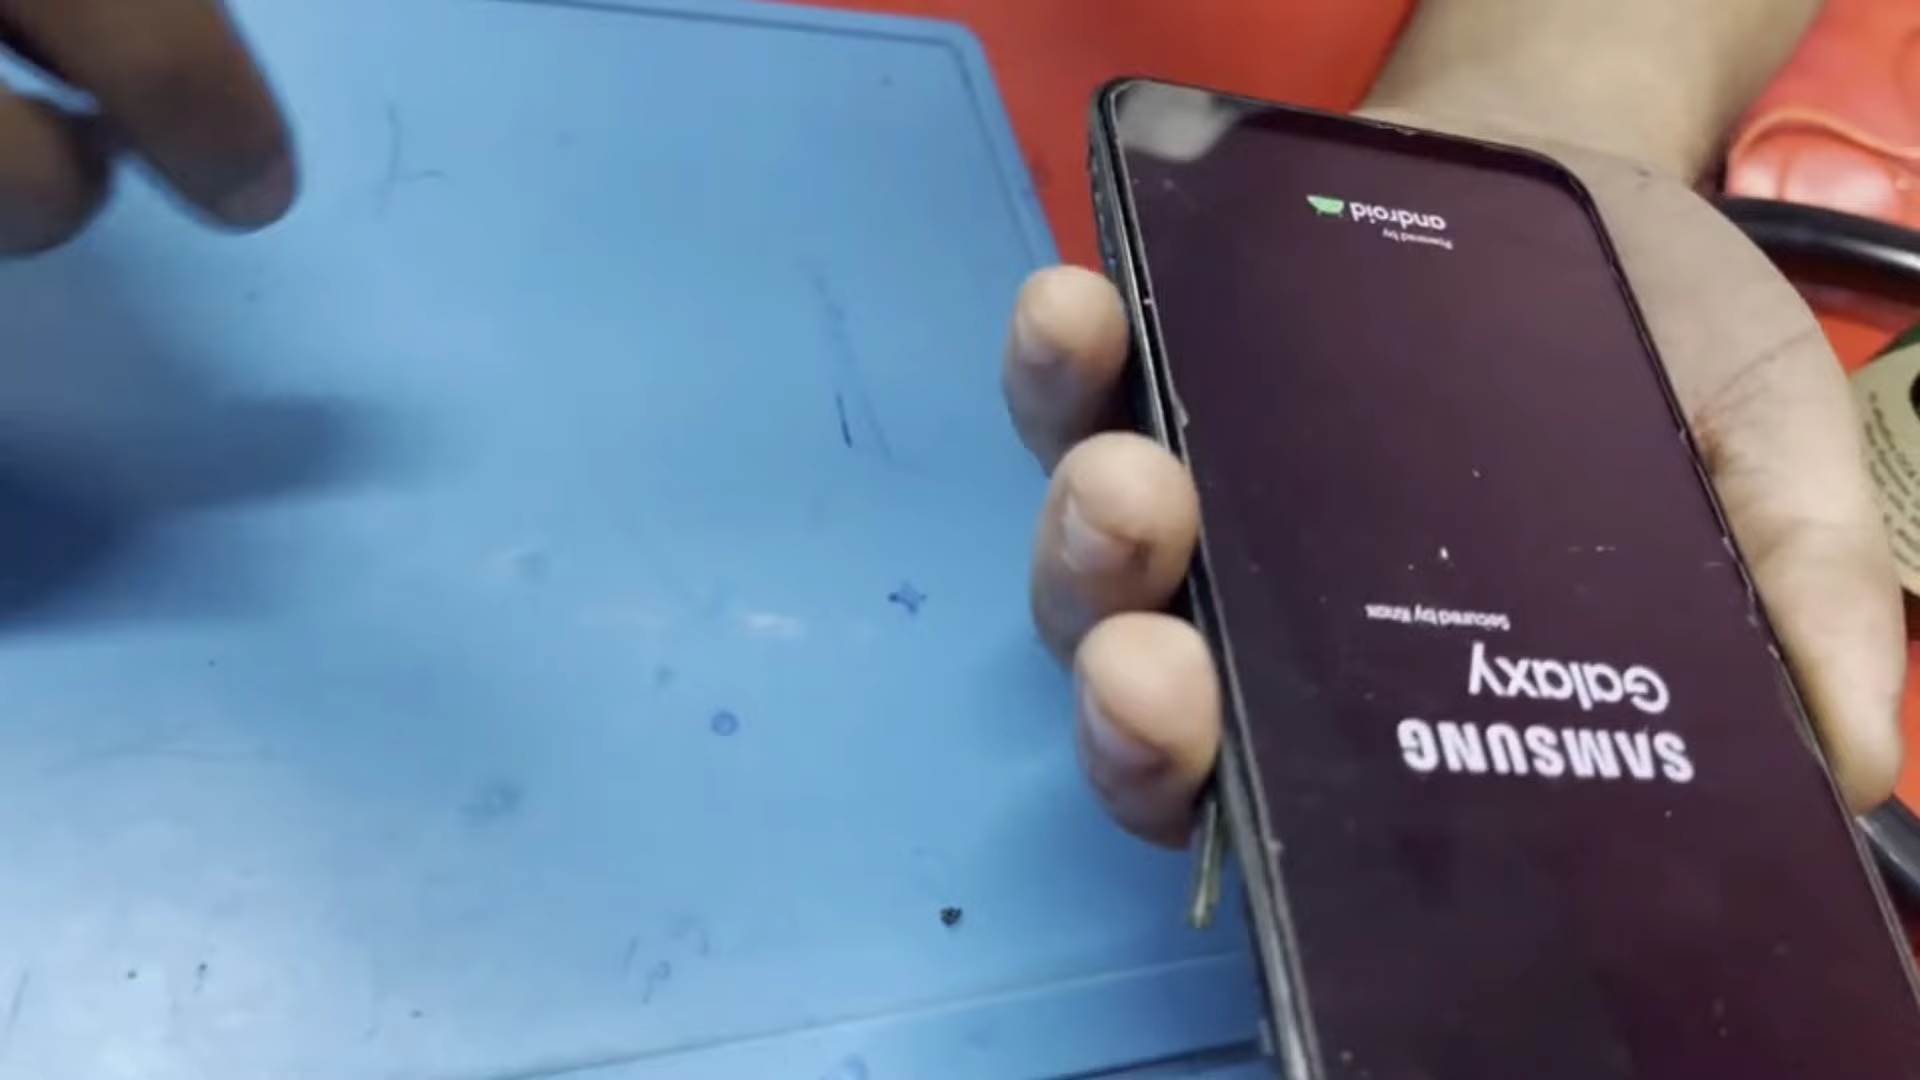 SAMSUNG
Galaxy
Secured by Knox
Powered by
android